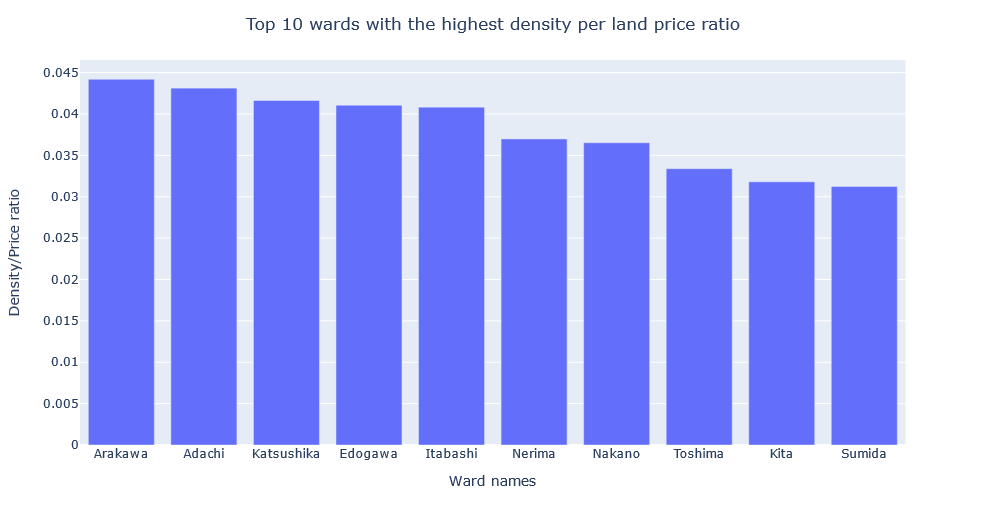 Top 10 wards with the highest density per land price ratio
Density/Price ratio
0.045
0.04
0.035
0.03
0.025
0.02
0.015
0.01
0.005
0
Arakawa Adachi Katsushika Edogawa Itabashi Nerima Nakano Toshima Kita Sumida
Ward names